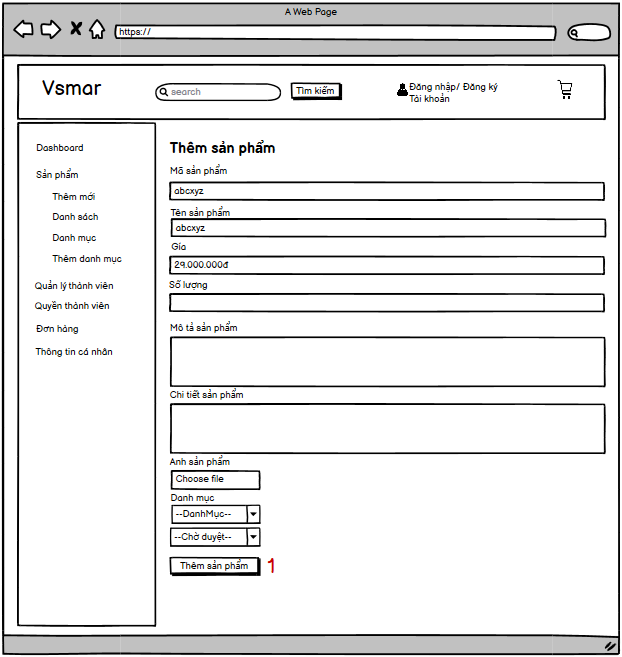 A Web Page
https://
Vsmar
search
Tìm kiếm
Đăng nhập/ Đăng ký
Tài khoản
Dashboard
Sản phẩm
Thêm mới
Danh sách
Danh mục
Thêm danh mục
Quản lý thành viên
Quyền thành viên
Đơn hàng
Thông tin cá nhân
Thêm sản phẩm
Mã sản phẩm
abcxyz
Tên sản phẩm
abcxyz
Gía
29.000.000đ
Số lượng
Mô tả sản phẩm
Chi tiết sản phẩm
Anh sản phẩm
Choose file
Danh mục
--DanhMục--
--Chờ duyệt--
Thêm sản phẩm 1